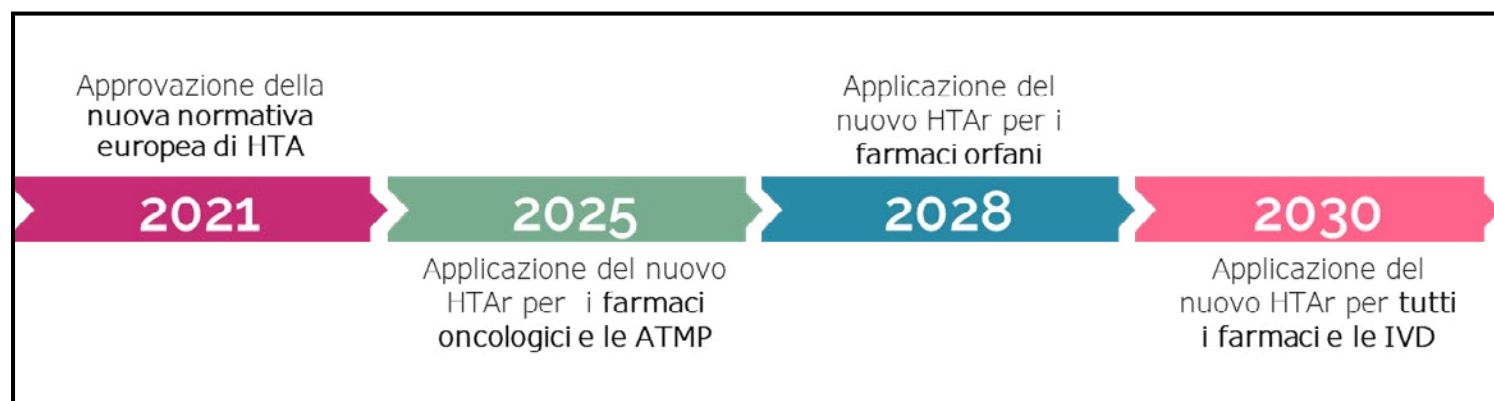 Approvazione della
nuova normativa
europea di HTA
2021
2025
Applicazione del nuovo
HTAr per i farmaci
oncologici e le ATMP
Applicazione del
nuovo HTAr per i
farmaci orfani
2028
2030
Applicazione del
nuovo HTAr per tutti
i farmaci e le IVD